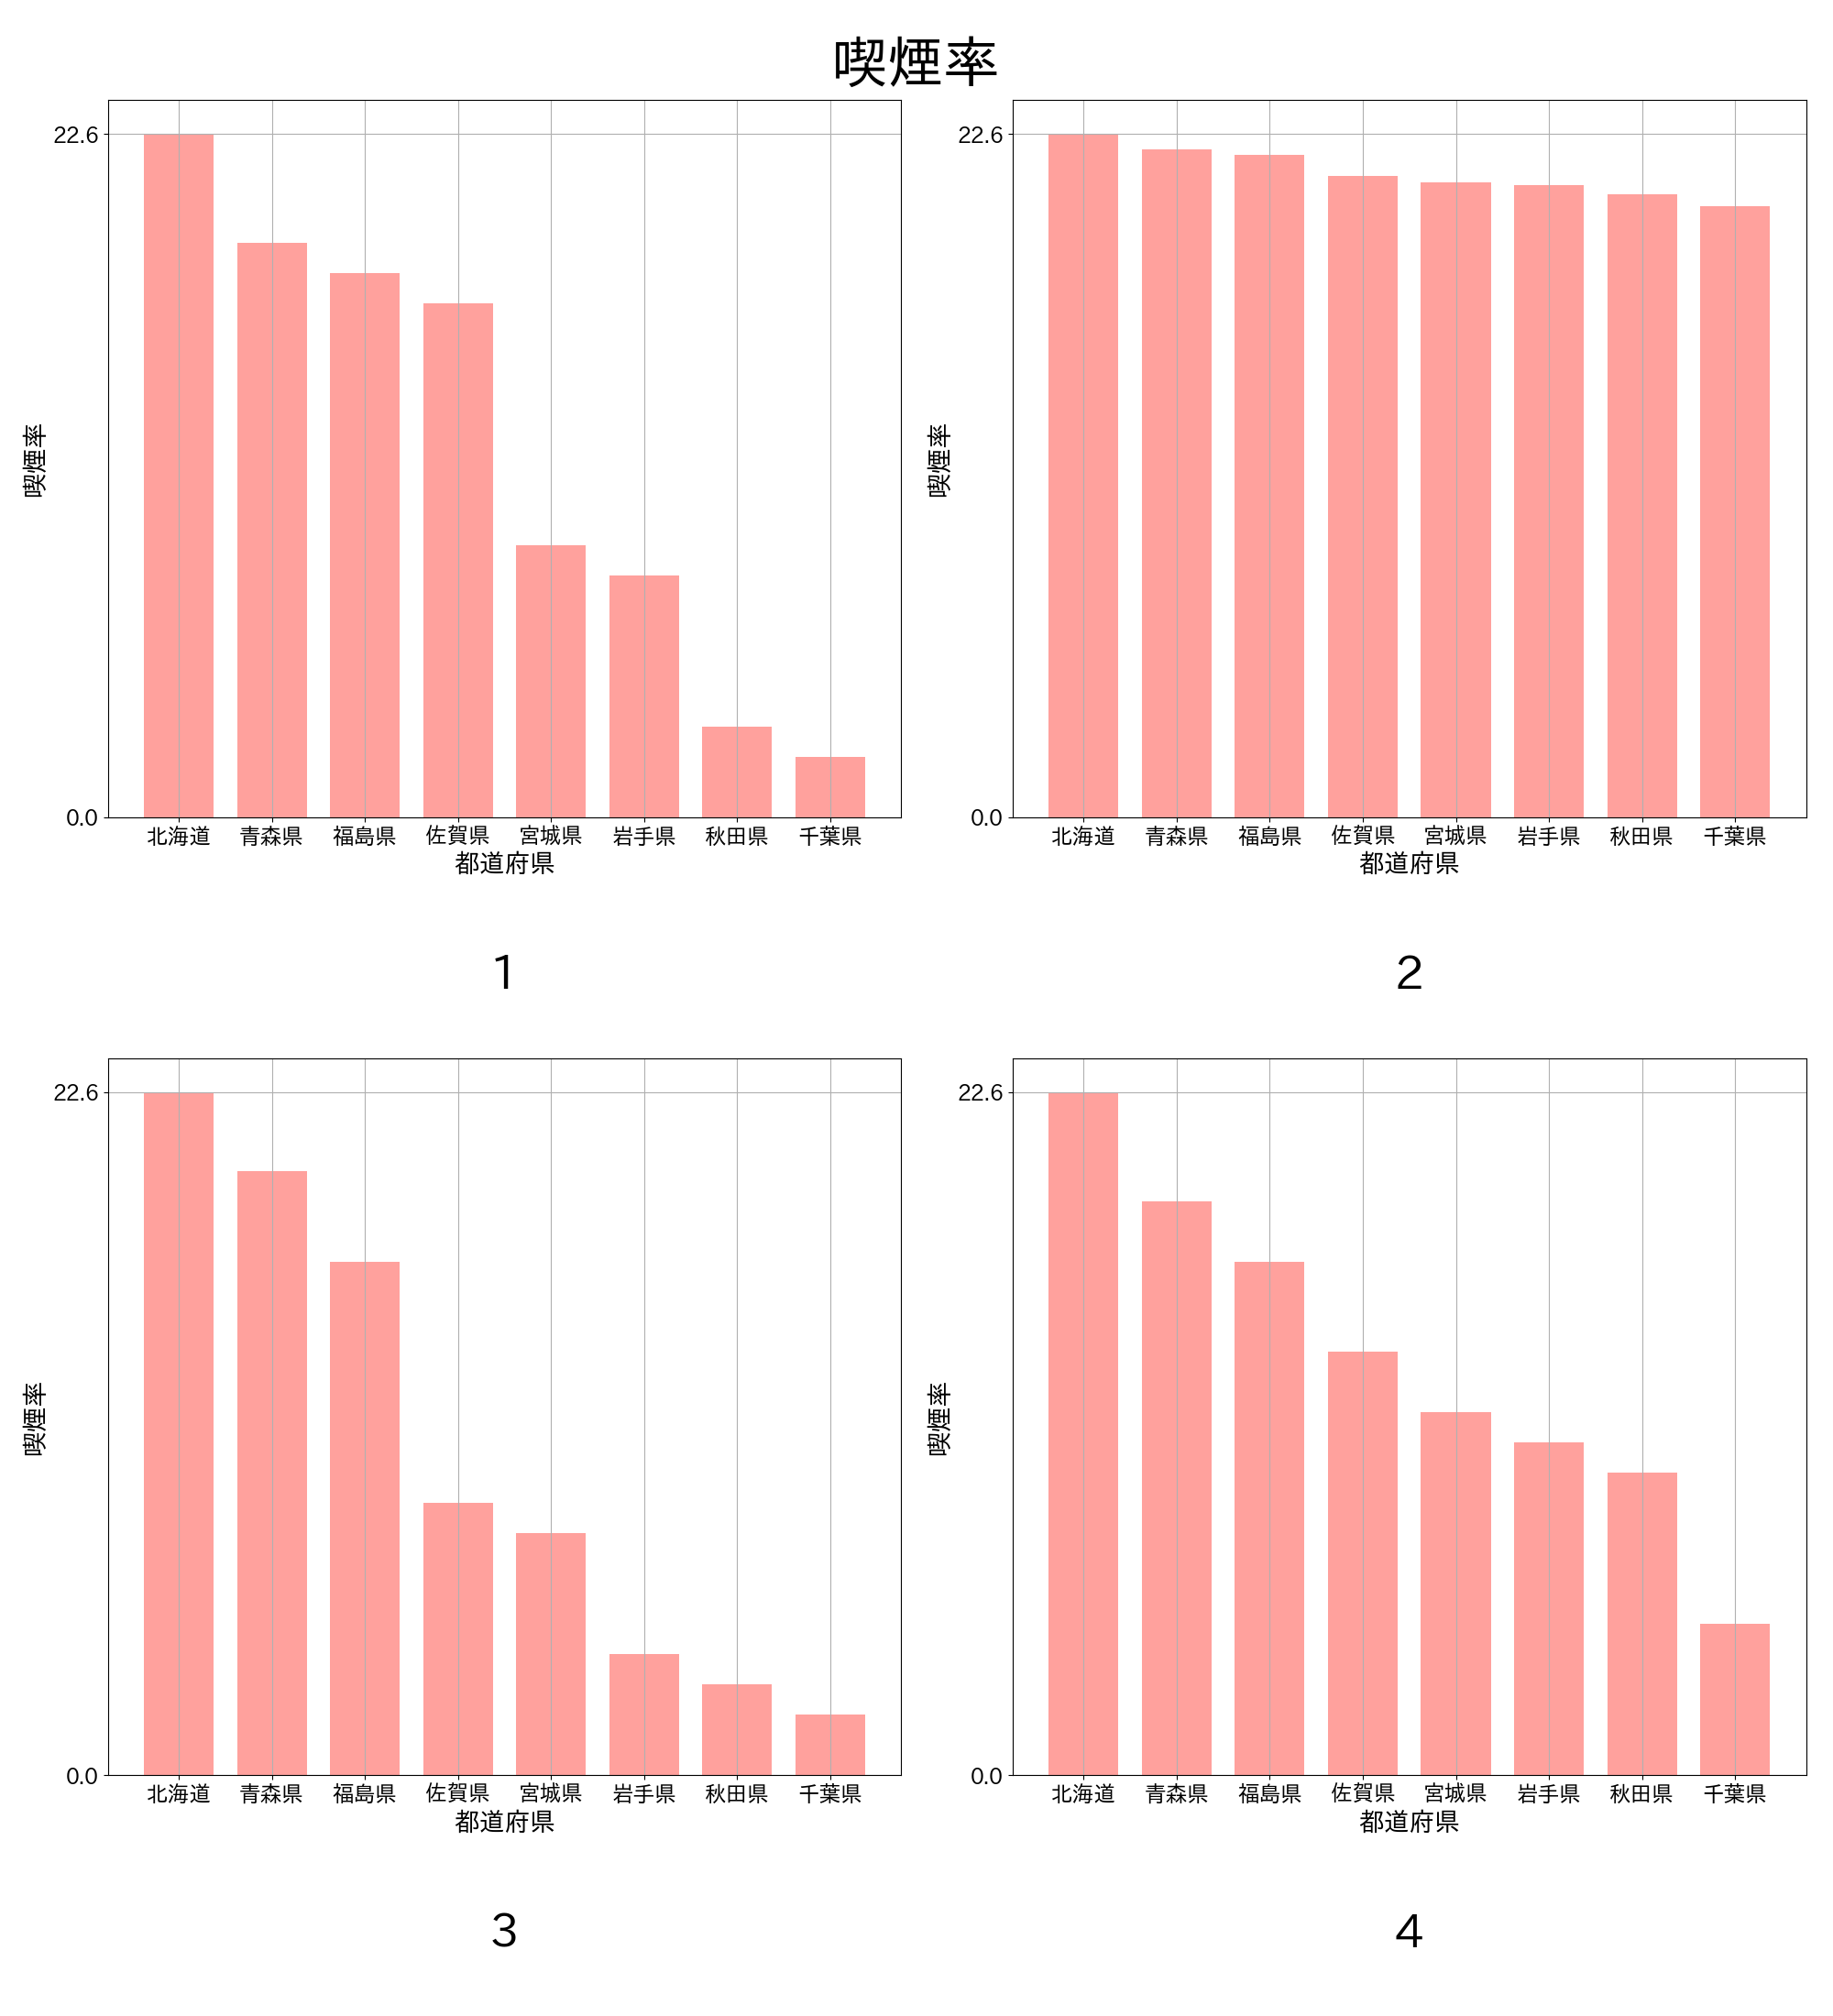 喫煙率
22.6
0.0
喫煙率
北海道 青森県 福島県 佐賀県 宮城県 岩手県 秋田県 千葉県
都道府県
1
22.6
0.0
喫煙率
北海道 青森県 福島県 佐賀県 宮城県 岩手県 秋田県 千葉県
都道府県
2
22.6
0.0
喫煙率
北海道 青森県 福島県 佐賀県 宮城県 岩手県 秋田県 千葉県
都道府県
3
22.6
0.0
喫煙率
北海道 青森県 福島県 佐賀県 宮城県 岩手県 秋田県 千葉県
都道府県
4